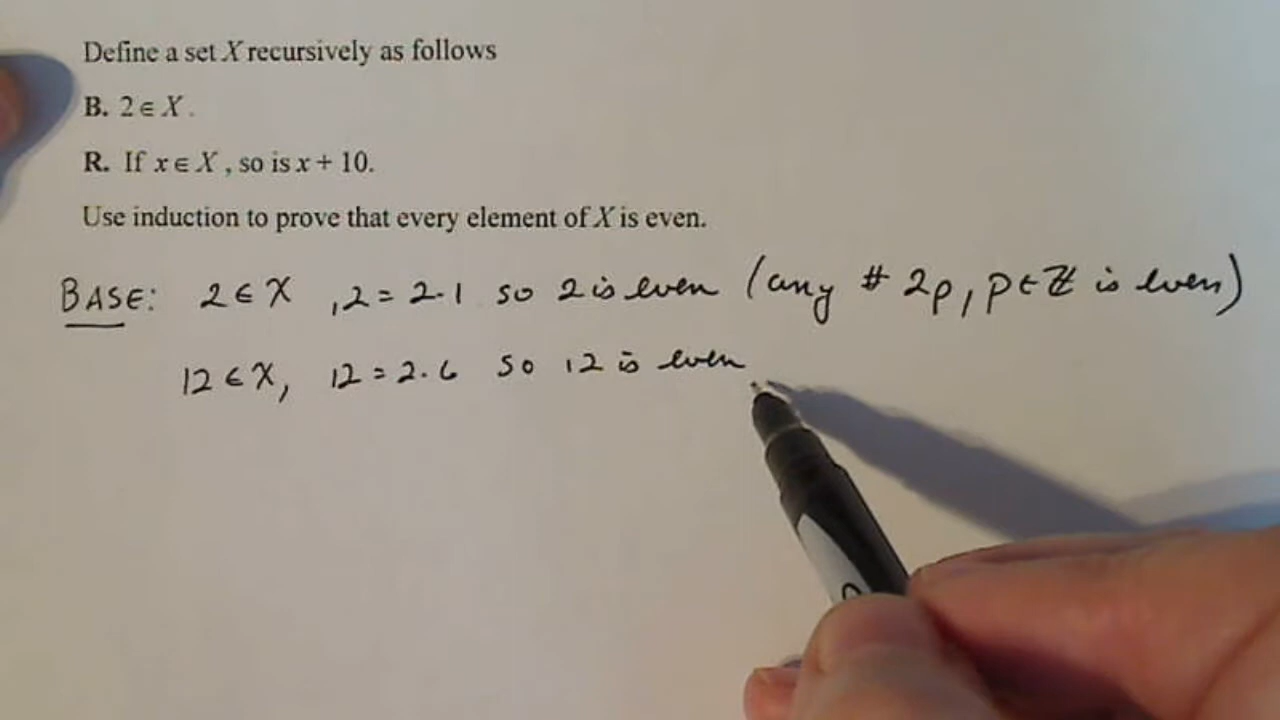 Define a set X recursively as follows
B. 2 ∈ X.
R. If x ∈ X, so is x + 10.
Use induction to prove that every element of X is even.
BASE: 2 ∈ X, 2 = 2·1 so 2 is even (any # 2p, p ∈ ℤ is even)
12 ∈ X, 12 = 2·6 so 12 is even